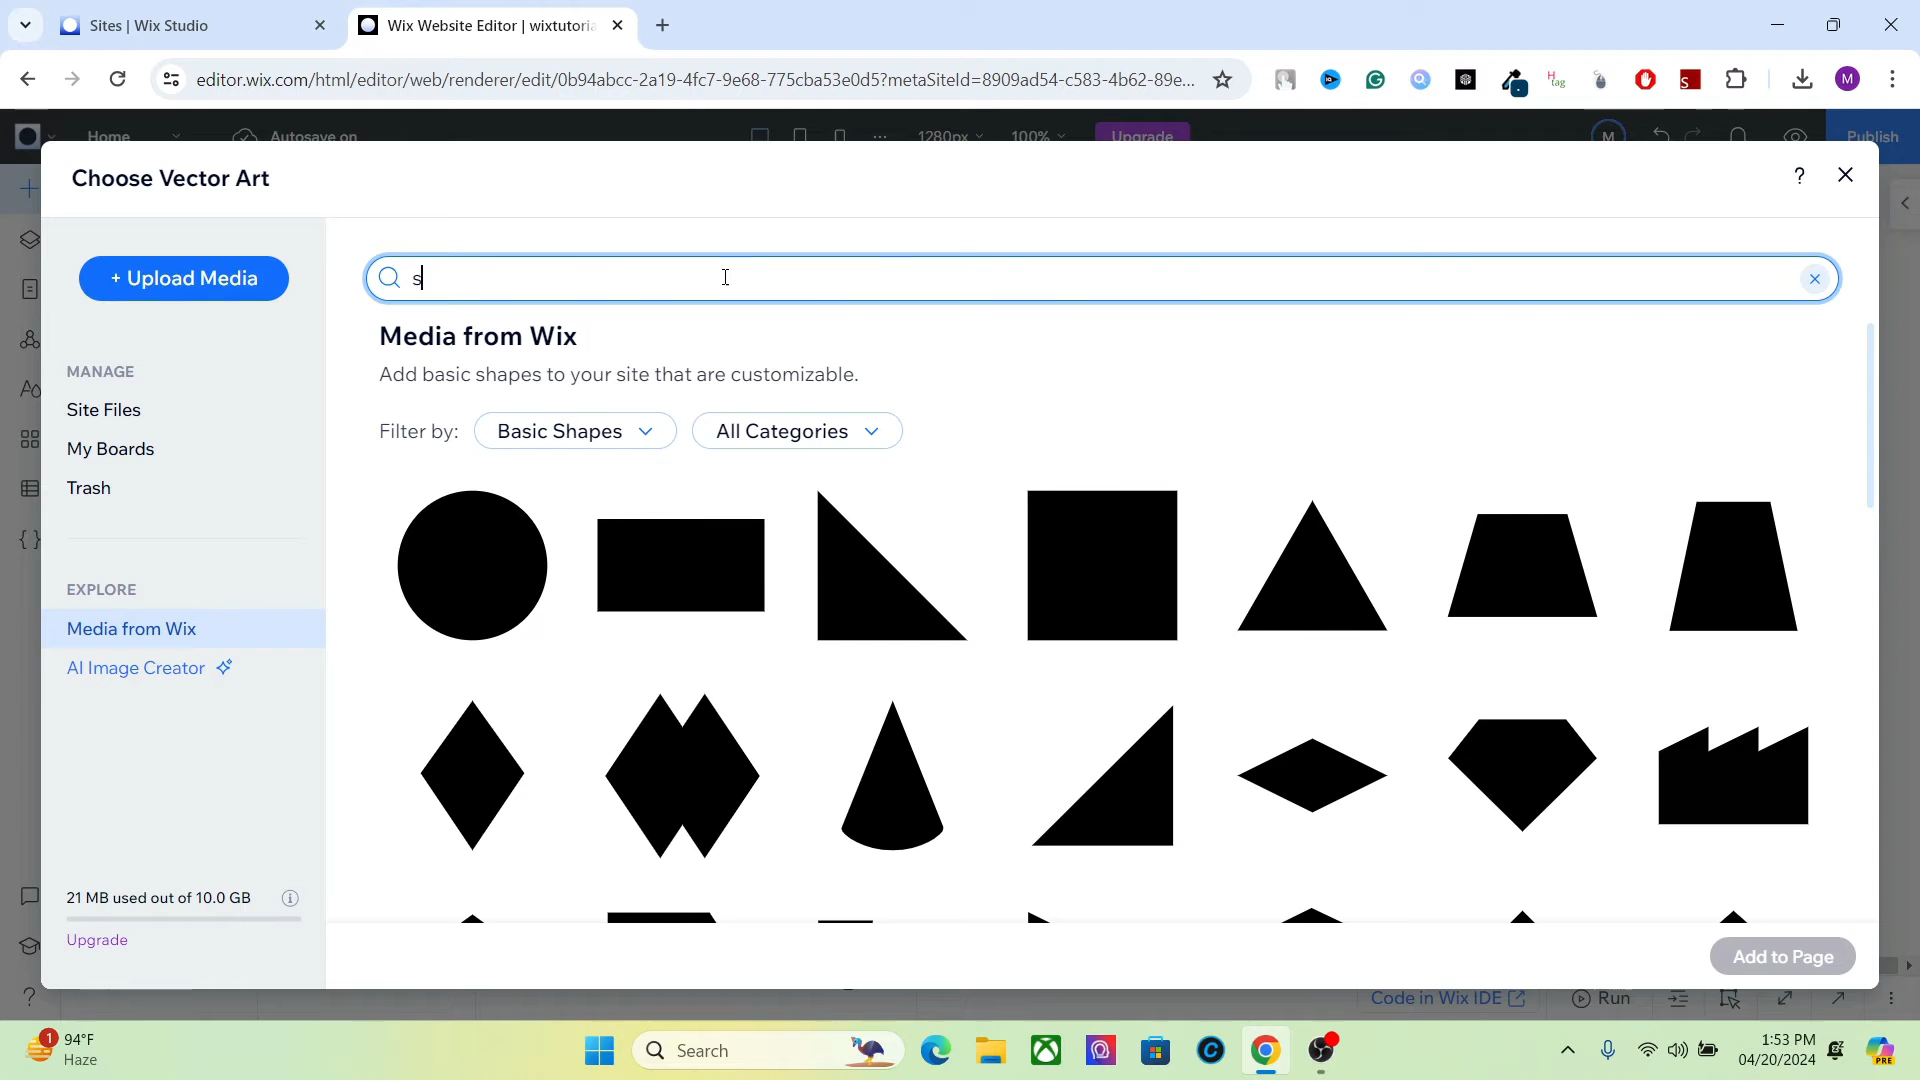 Sites | Wix Studio
Wix Website Editor | wixtutoria
editor.wix.com/html/editor/web/renderer/edit/0b94abcc-2a19-4fc7-9e68-775cba53e0d5?metaSiteId=8909ad54-c583-4b62-89e...
M
Home
Autosave on
1280px
100%
Upgrade
M
Publish
Choose Vector Art
?
+ Upload Media
s
Media from Wix
Add basic shapes to your site that are customizable.
Filter by:
Basic Shapes
All Categories
MANAGE
Site Files
My Boards
Trash
EXPLORE
Media from Wix
AI Image Creator
21 MB used out of 10.0 GB
Upgrade
Add to Page
Code in Wix IDE
Run
1
94°F
Haze
Search
1:53 PM
04/20/2024
PRE